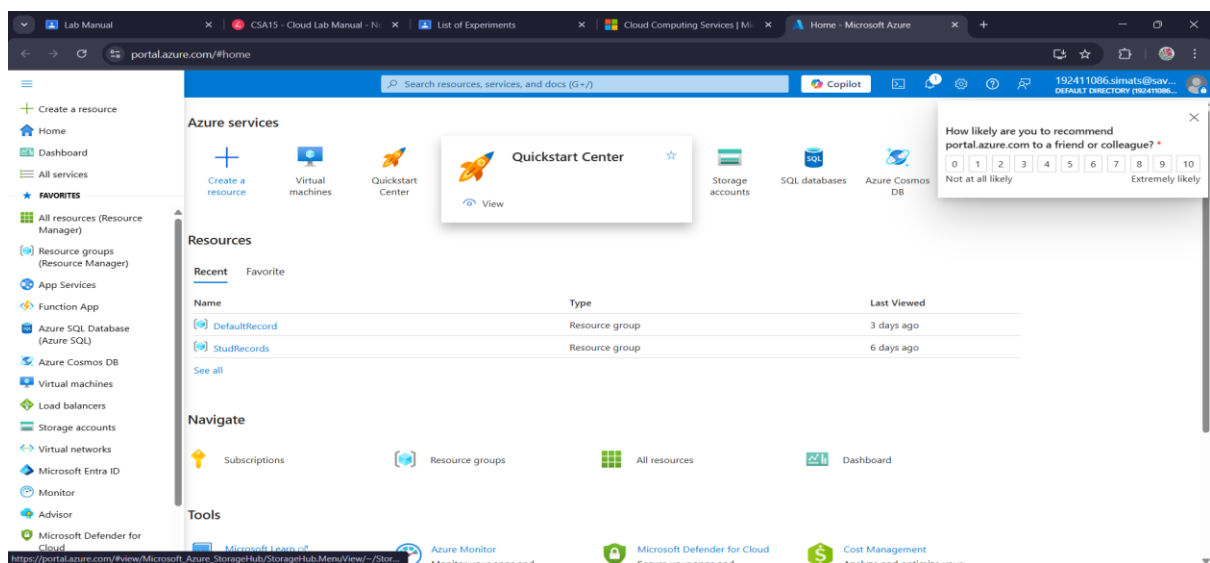 Lab Manual
CSA15 - Cloud Lab Manual - No
List of Experiments
Cloud Computing Services | Mi
Home - Microsoft Azure
portal.azure.com/#home
Search resources, services, and docs (G+/)
Copilot
192411086.simats@sav...
DEFAULT DIRECTORY (192411086...
Create a resource
Home
Dashboard
All services
FAVORITES
All resources (Resource
Manager)
Resource groups
(Resource Manager)
App Services
Function App
Azure SQL Database
(Azure SQL)
Azure Cosmos DB
Virtual machines
Load balancers
Storage accounts
Virtual networks
Microsoft Entra ID
Monitor
Advisor
Microsoft Defender for
Cloud
https://portal.azure.com/#view/Microsoft_Azure_StorageHub/StorageHub.MenuView/~/Stor...
Azure services
Create a
resource
Virtual
machines
Quickstart
Center
Quickstart Center
View
Storage
accounts
SQL
SQL databases
Azure Cosmos
DB
How likely are you to recommend
portal.azure.com to a friend or colleague? *
0 1 2 3 4 5 6 7 8 9 10
Not at all likely Extremely likely
Resources
Recent Favorite
Name Type Last Viewed
DefaultRecord Resource group 3 days ago
StudRecords Resource group 6 days ago
See all
Navigate
Subscriptions Resource groups All resources Dashboard
Tools
Microsoft Learn Azure Monitor Microsoft Defender for Cloud Cost Management